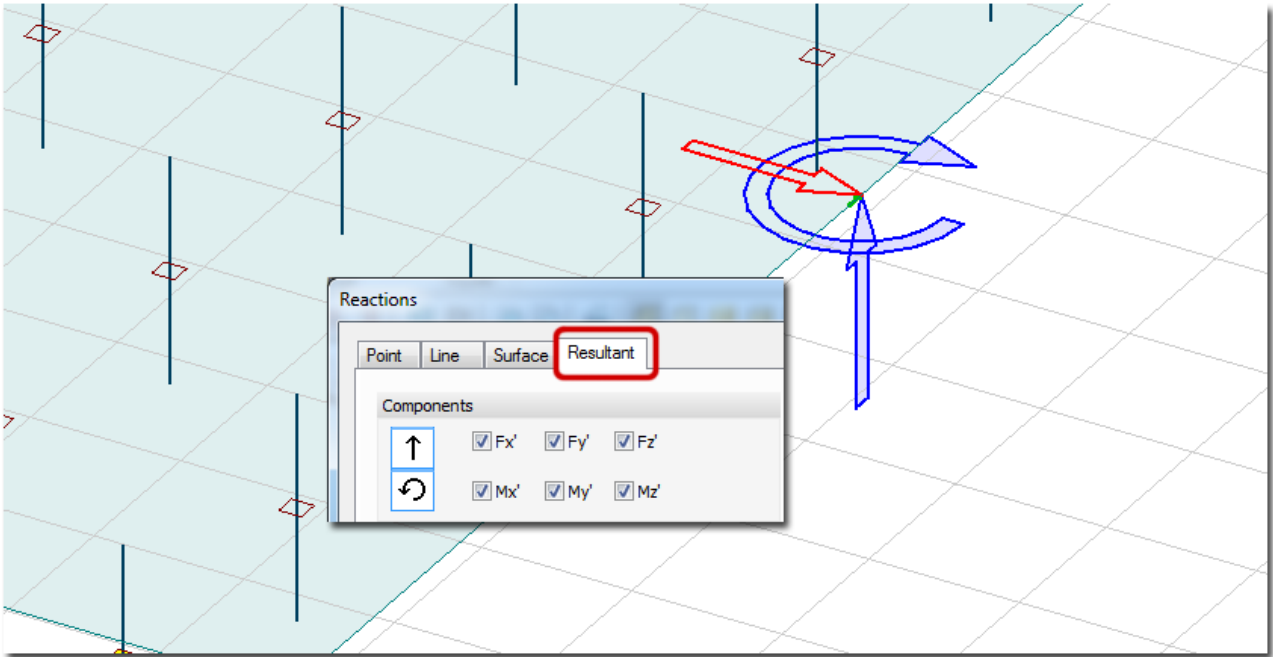 Reactions
Point Line Surface Resultant
Components
Fx' Fy' Fz'
Mx' My' Mz'